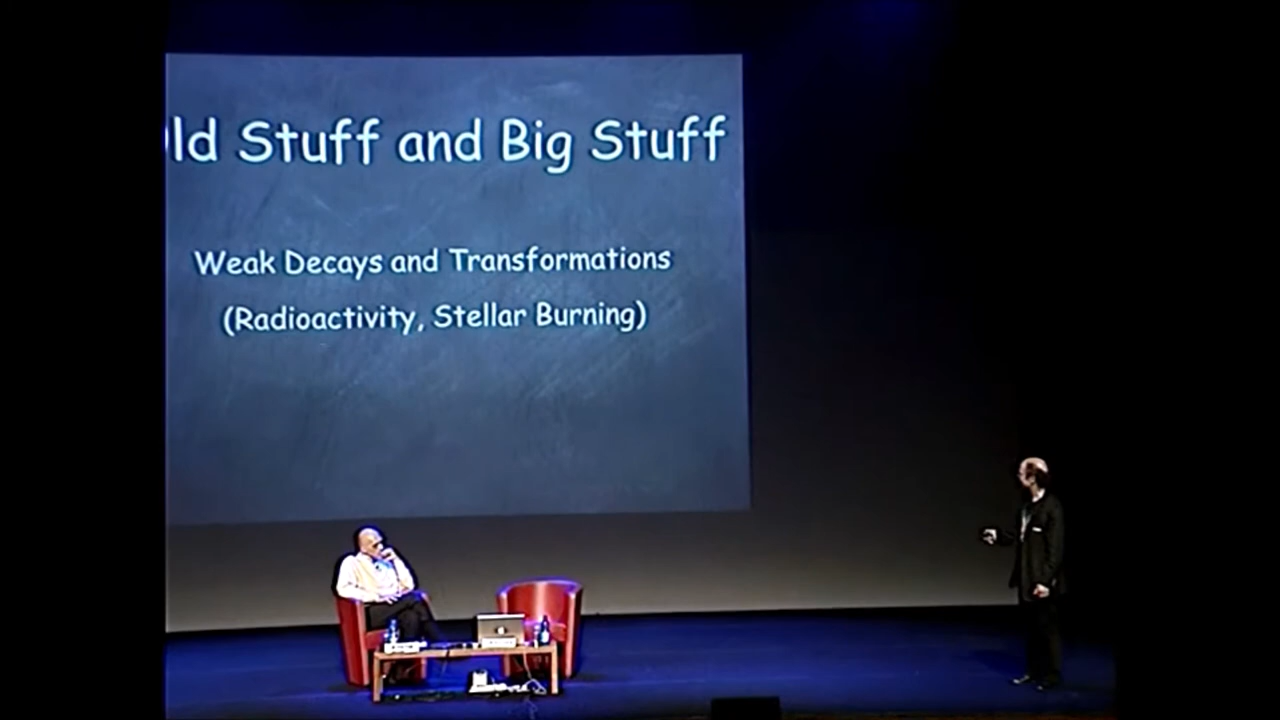 ld Stuff and Big Stuff
Weak Decays and Transformations
(Radioactivity, Stellar Burning)